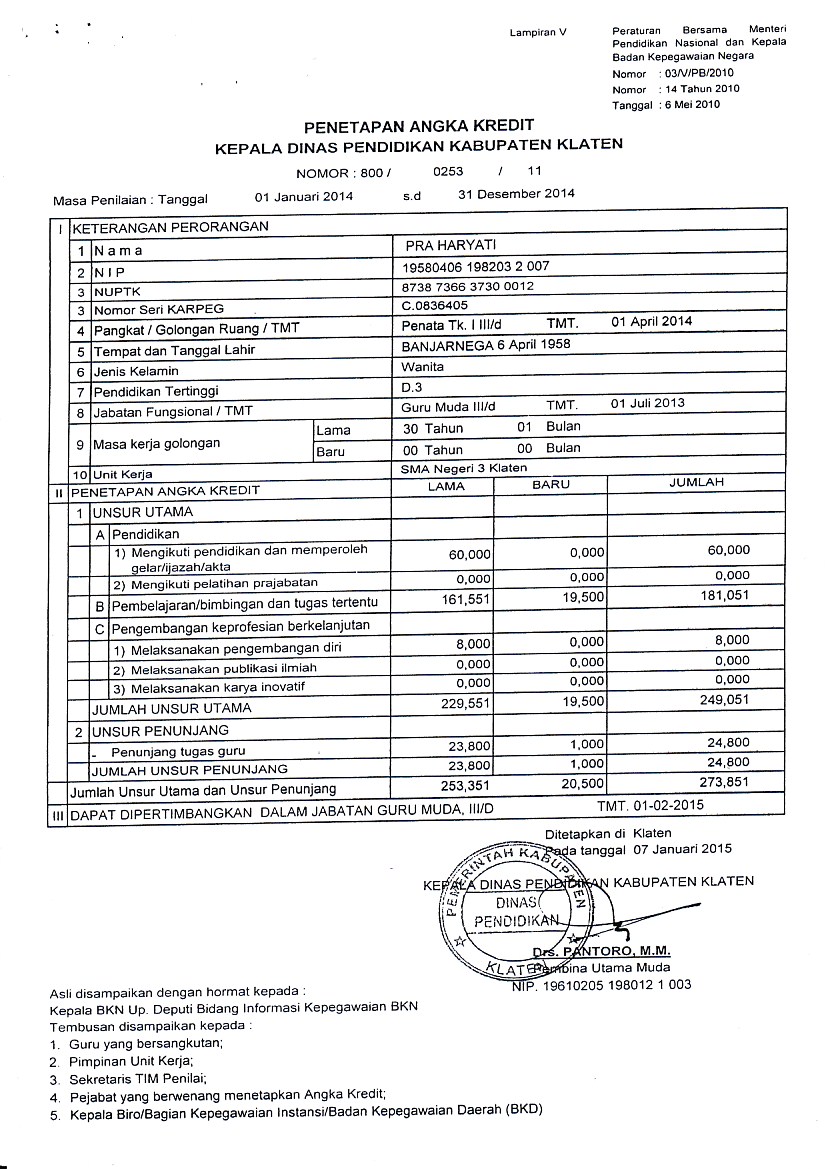 Lampiran V
Peraturan Bersama Menteri
Pendidikan Nasional dan Kepala
Badan Kepegawaian Negara
Nomor : 03/V/PB/2010
Nomor : 14 Tahun 2010
Tanggal : 6 Mei 2010
PENETAPAN ANGKA KREDIT
KEPALA DINAS PENDIDIKAN KABUPATEN KLATEN
NOMOR : 800 / 0253 / 11
Masa Penilaian : Tanggal 01 Januari 2014 s.d 31 Desember 2014
I KETERANGAN PERORANGAN
1 N a m a PRA HARYATI
2 N I P 19580406 198203 2 007
3 NUPTK 8738 7366 3730 0012
3 Nomor Seri KARPEG C.0836405
4 Pangkat / Golongan Ruang / TMT Penata Tk. I III/d TMT. 01 April 2014
5 Tempat dan Tanggal Lahir BANJARNEGA 6 April 1958
6 Jenis Kelamin Wanita
7 Pendidikan Tertinggi D.3
8 Jabatan Fungsional / TMT Guru Muda III/d TMT. 01 Juli 2013
9 Masa kerja golongan Lama 30 Tahun 01 Bulan
Baru 00 Tahun 00 Bulan
10 Unit Kerja SMA Negeri 3 Klaten
II PENETAPAN ANGKA KREDIT LAMA BARU JUMLAH
1 UNSUR UTAMA
A Pendidikan
1) Mengikuti pendidikan dan memperoleh gelar/ijazah/akta 60,000 0,000 60,000
2) Mengikuti pelatihan prajabatan 0,000 0,000 0,000
B Pembelajaran/bimbingan dan tugas tertentu 161,551 19,500 181,051
C Pengembangan keprofesian berkelanjutan
1) Melaksanakan pengembangan diri 8,000 0,000 8,000
2) Melaksanakan publikasi ilmiah 0,000 0,000 0,000
3) Melaksanakan karya inovatif 0,000 0,000 0,000
JUMLAH UNSUR UTAMA 229,551 19,500 249,051
2 UNSUR PENUNJANG
- Penunjang tugas guru 23,800 1,000 24,800
JUMLAH UNSUR PENUNJANG 23,800 1,000 24,800
Jumlah Unsur Utama dan Unsur Penunjang 253,351 20,500 273,851
III DAPAT DIPERTIMBANGKAN DALAM JABATAN GURU MUDA, III/D TMT. 01-02-2015
Ditetapkan di Klaten
Pada tanggal 07 Januari 2015
KEPALA DINAS PENDIDIKAN KABUPATEN KLATEN
PEMERINTAH KABUPATEN
DINAS
PENDIDIKAN
KLATEN
Drs. PANTORO, M.M.
Pembina Utama Muda
NIP. 19610205 198012 1 003
Asli disampaikan dengan hormat kepada :
Kepala BKN Up. Deputi Bidang Informasi Kepegawaian BKN
Tembusan disampaikan kepada :
1. Guru yang bersangkutan;
2. Pimpinan Unit Kerja;
3. Sekretaris TIM Penilai;
4. Pejabat yang berwenang menetapkan Angka Kredit;
5. Kepala Biro/Bagian Kepegawaian Instansi/Badan Kepegawaian Daerah (BKD)